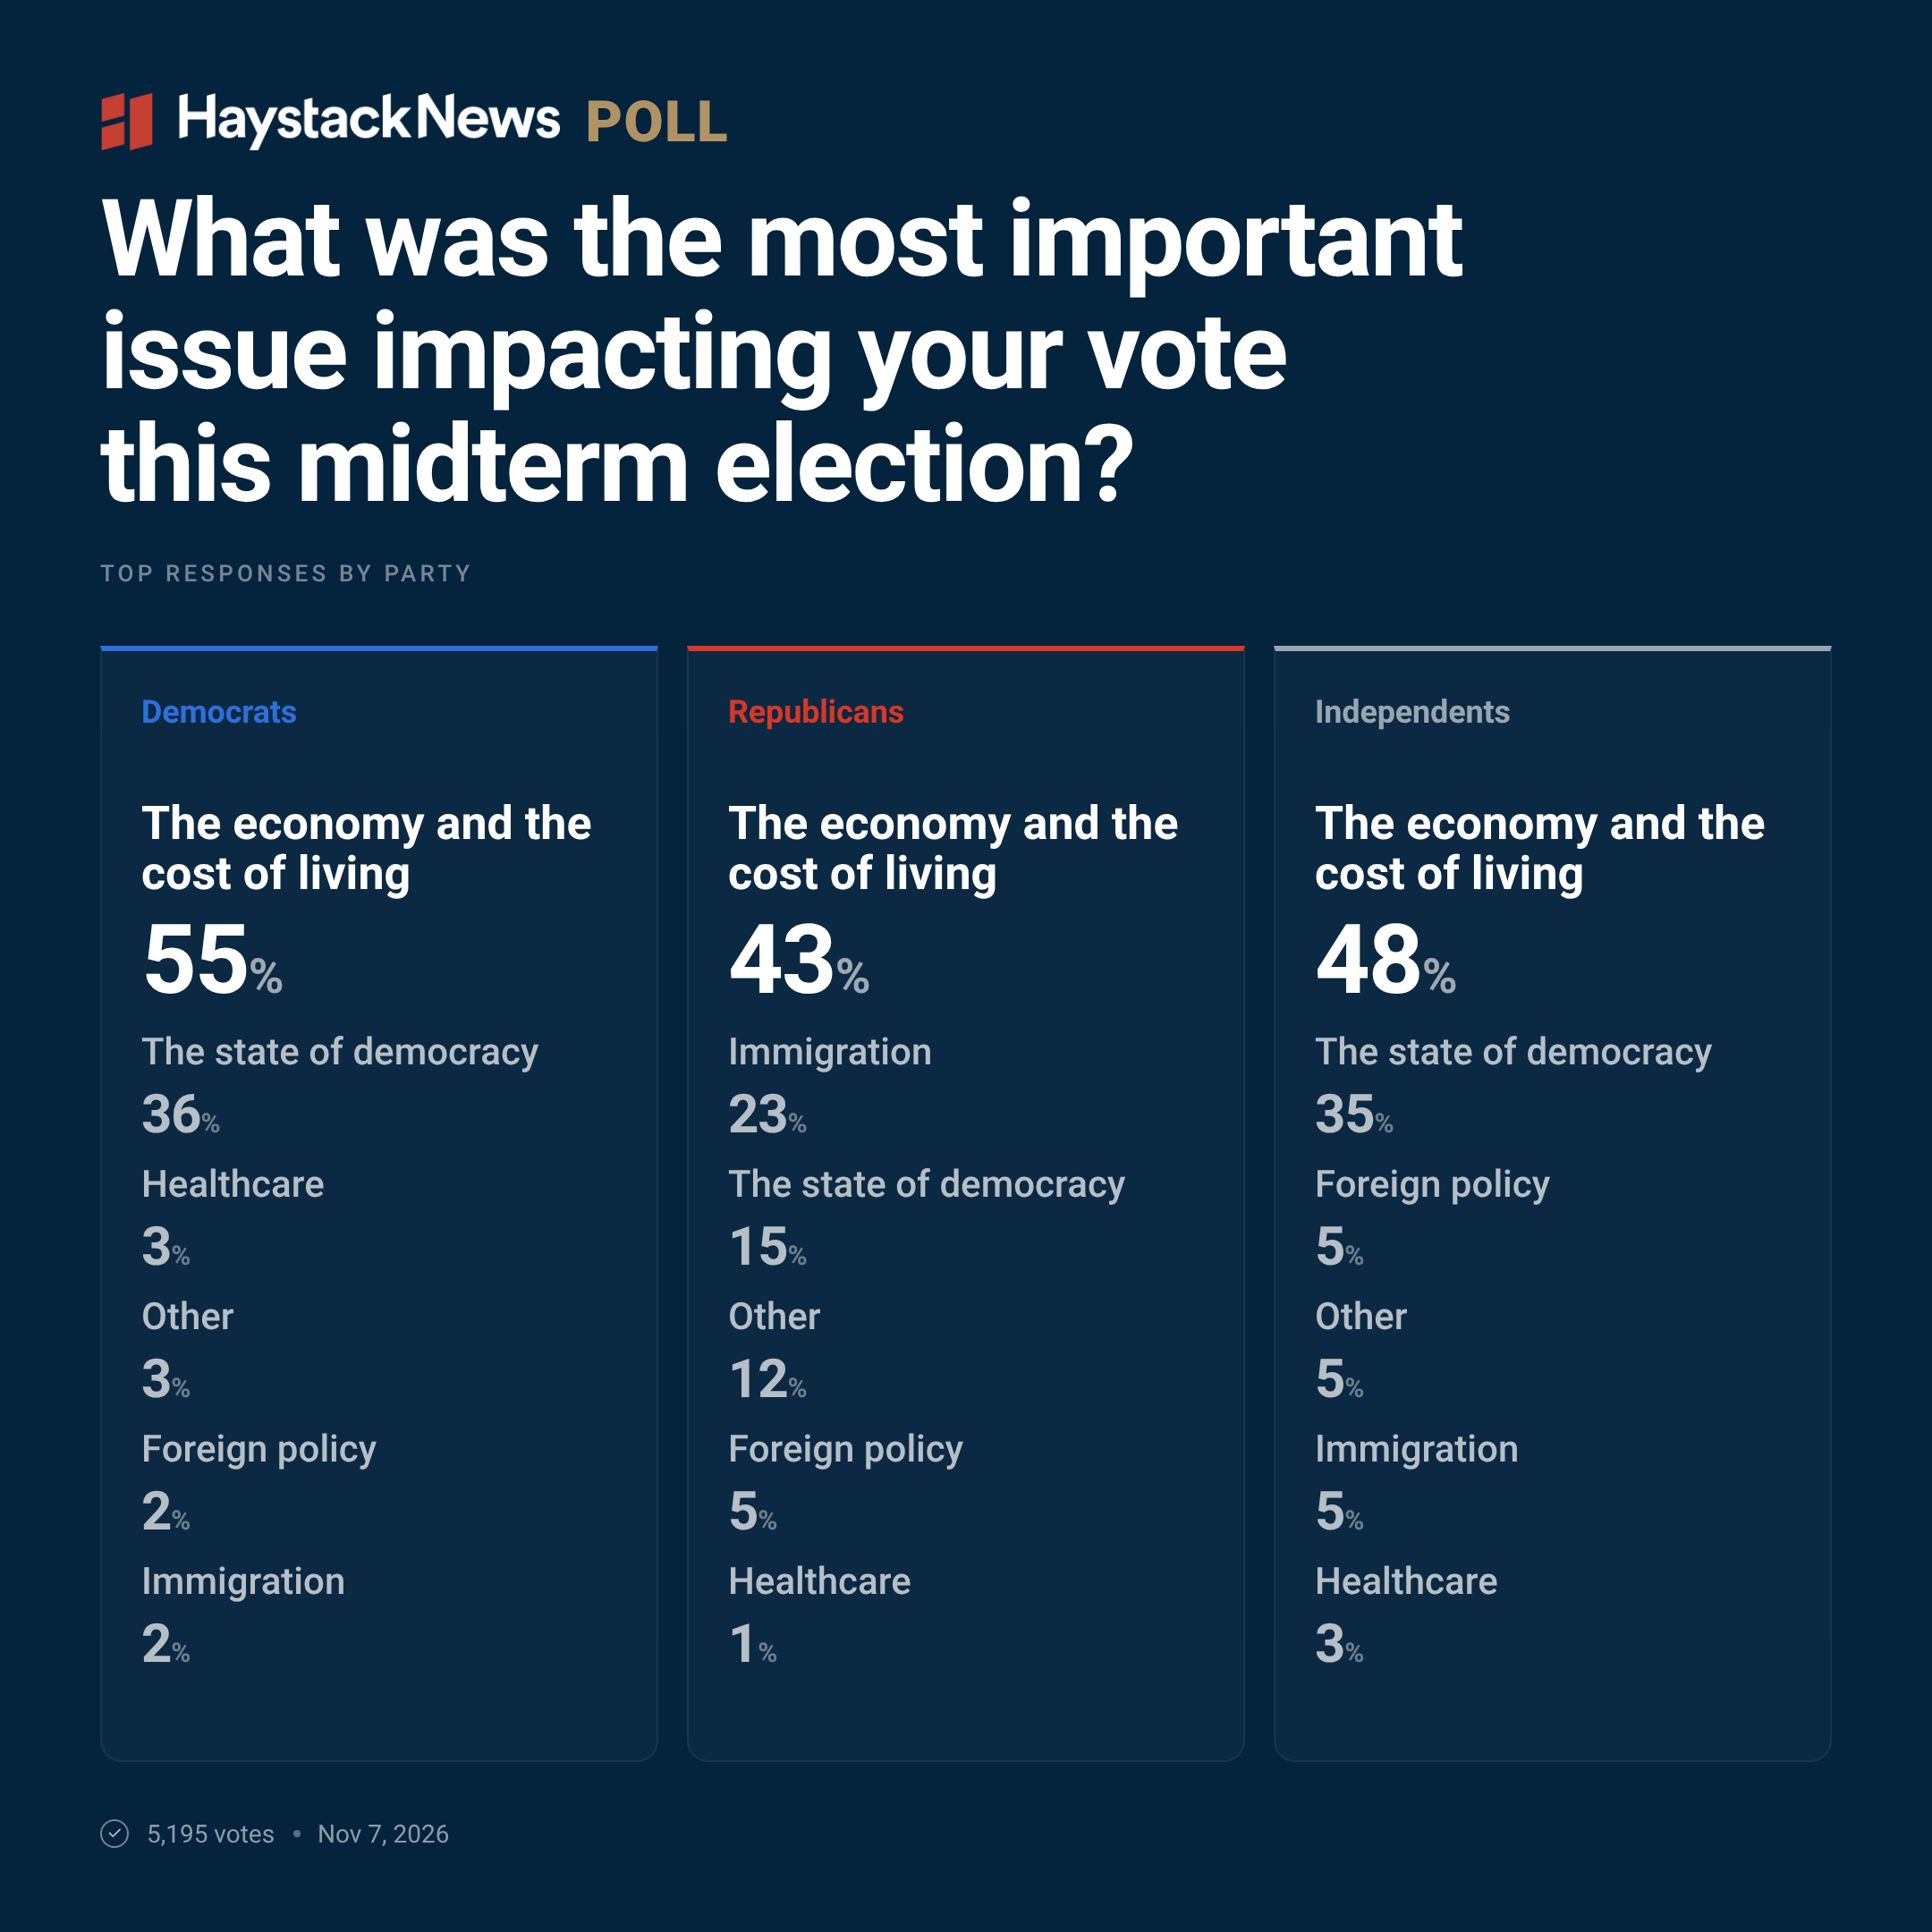 HaystackNews POLL
What was the most important
issue impacting your vote
this midterm election?
TOP RESPONSES BY PARTY
Democrats
The economy and the
cost of living
55%
The state of democracy
36%
Healthcare
3%
Other
3%
Foreign policy
2%
Immigration
2%
Republicans
The economy and the
cost of living
43%
Immigration
23%
The state of democracy
15%
Other
12%
Foreign policy
5%
Healthcare
1%
Independents
The economy and the
cost of living
48%
The state of democracy
35%
Foreign policy
5%
Other
5%
Immigration
5%
Healthcare
3%
5,195 votes • Nov 7, 2026